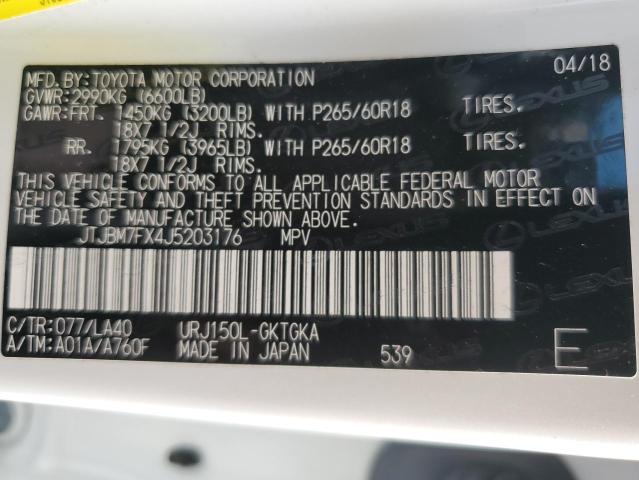 MFD. BY: TOYOTA MOTOR CORPORATION 04/18
GVWR: 2990KG (6600LB)
GAWR: FRT. 1450KG (3200LB) WITH P265/60R18 TIRES.
18X7 1/2J RIMS.
RR. 1795KG (3965LB) WITH P265/60R18 TIRES.
18X7 1/2J RIMS.
THIS VEHICLE CONFORMS TO ALL APPLICABLE FEDERAL MOTOR
VEHICLE SAFETY AND THEFT PREVENTION STANDARDS IN EFFECT ON
THE DATE OF MANUFACTURE SHOWN ABOVE.
JTJBM7FX4J5203176 MPV
C/TR: 077/LA40 URJ150L-GKTGKA
A/TM: A01A/A760F MADE IN JAPAN 539 E
LEXUS
LEXUS